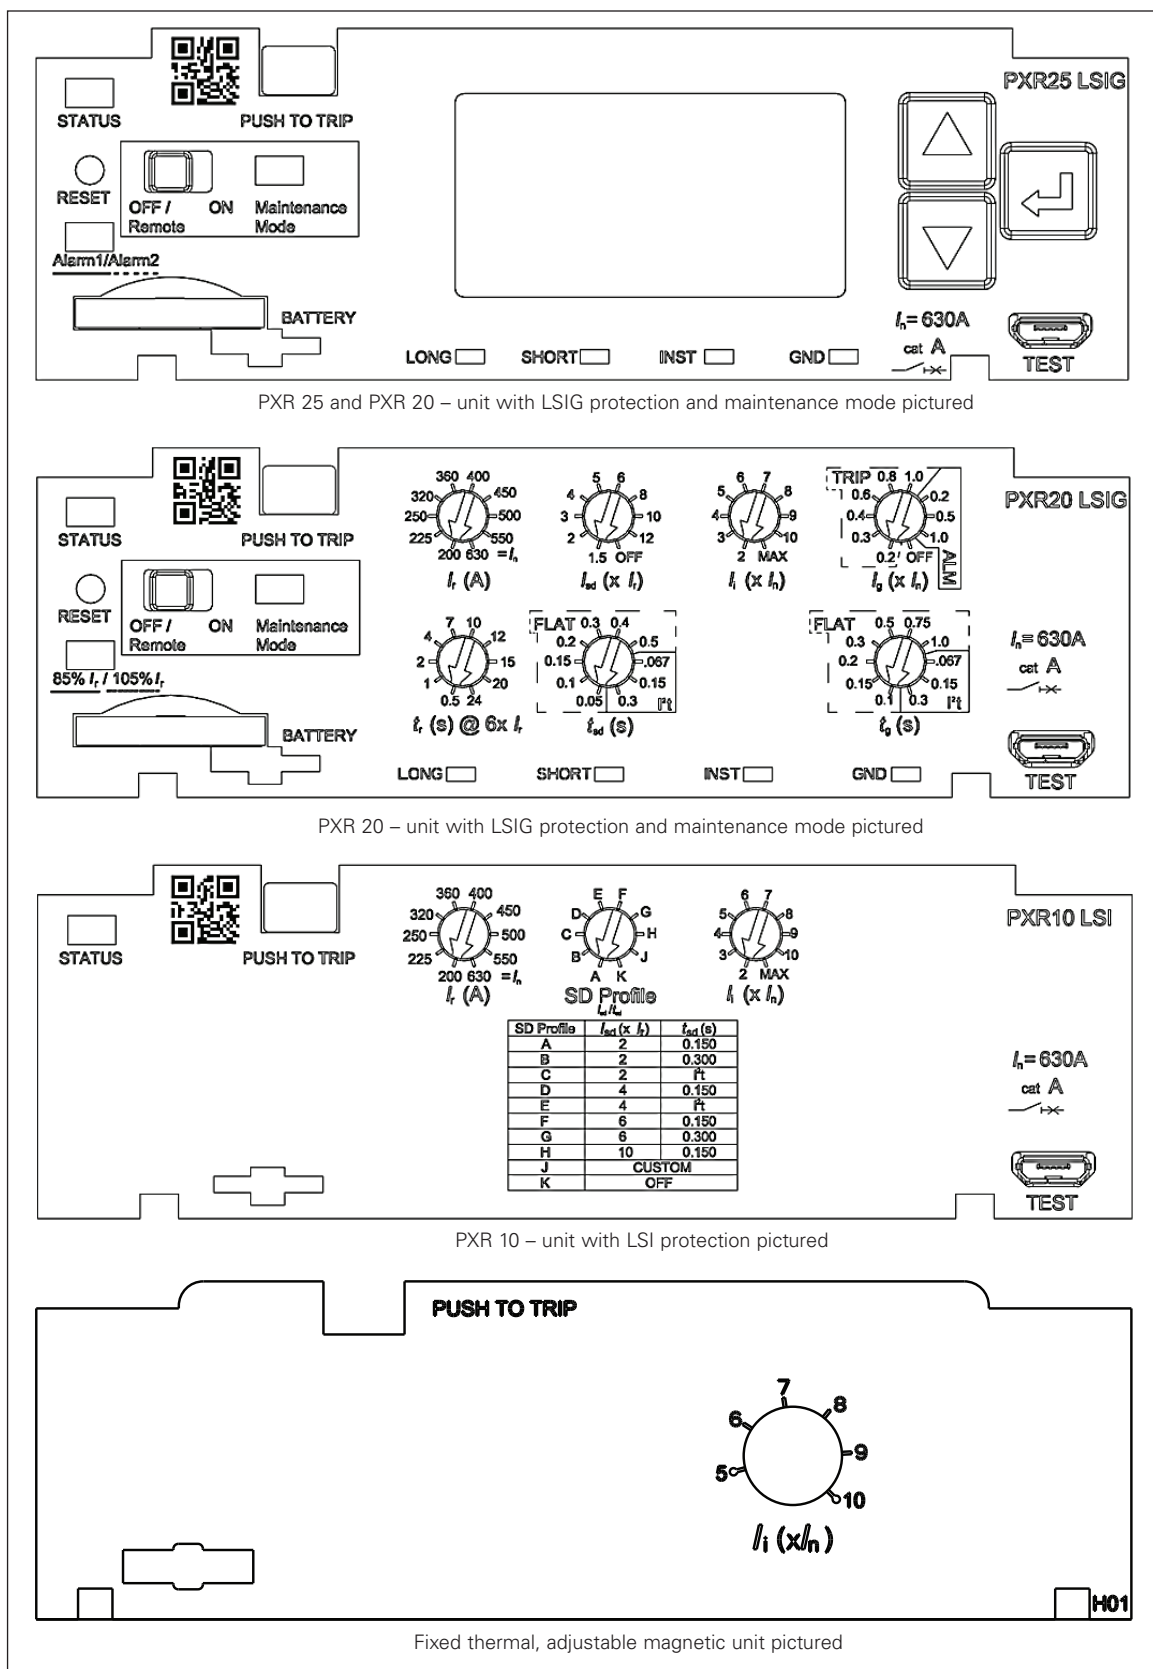 PXR25 LSIG
STATUS
PUSH TO TRIP
RESET
OFF / Remote
ON
Maintenance Mode
Alarm1/Alarm2
BATTERY
LONG
SHORT
INST
GND
In= 630A
cat A
TEST
PXR 25 and PXR 20 – unit with LSIG protection and maintenance mode pictured
PXR20 LSIG
STATUS
PUSH TO TRIP
RESET
OFF / Remote
ON
Maintenance Mode
85% Ir / 105% Ir
BATTERY
360 400
320 450
250 500
225 550
200 630 = In
Ir (A)
5 6
4 8
3 10
2 12
1.5 OFF
Isd (x Ir)
6 7
5 8
4 9
3 10
2 MAX
Ii (x In)
TRIP 0.8 1.0
0.6 0.2
0.4 0.5
0.3 1.0
0.2 OFF
ALM
Ig (x In)
7 10
4 12
2 15
1 20
0.5 24
tr (s) @ 6x Ir
FLAT 0.3 0.4
0.2 0.5
0.15 .067
0.1 0.15
0.05 0.3 I²t
tsd (s)
FLAT 0.5 0.75
0.3 1.0
0.2 .067
0.15 0.15
0.1 0.3 I²t
tg (s)
In= 630A
cat A
TEST
LONG
SHORT
INST
GND
PXR 20 – unit with LSIG protection and maintenance mode pictured
PXR10 LSI
STATUS
PUSH TO TRIP
360 400
320 450
250 500
225 550
200 630 = In
Ir (A)
E F
D G
C H
B J
A K
SD Profile
Isd/tsd
6 7
5 8
4 9
3 10
2 MAX
Ii (x In)
SD Profile Isd (x Ir) tsd (s)
A 2 0.150
B 2 0.300
C 2 I²t
D 4 0.150
E 4 I²t
F 6 0.150
G 6 0.300
H 10 0.150
J CUSTOM
K OFF
In= 630A
cat A
TEST
PXR 10 – unit with LSI protection pictured
PUSH TO TRIP
7
6 8
5 9
10
Ii (xIn)
H01
Fixed thermal, adjustable magnetic unit pictured